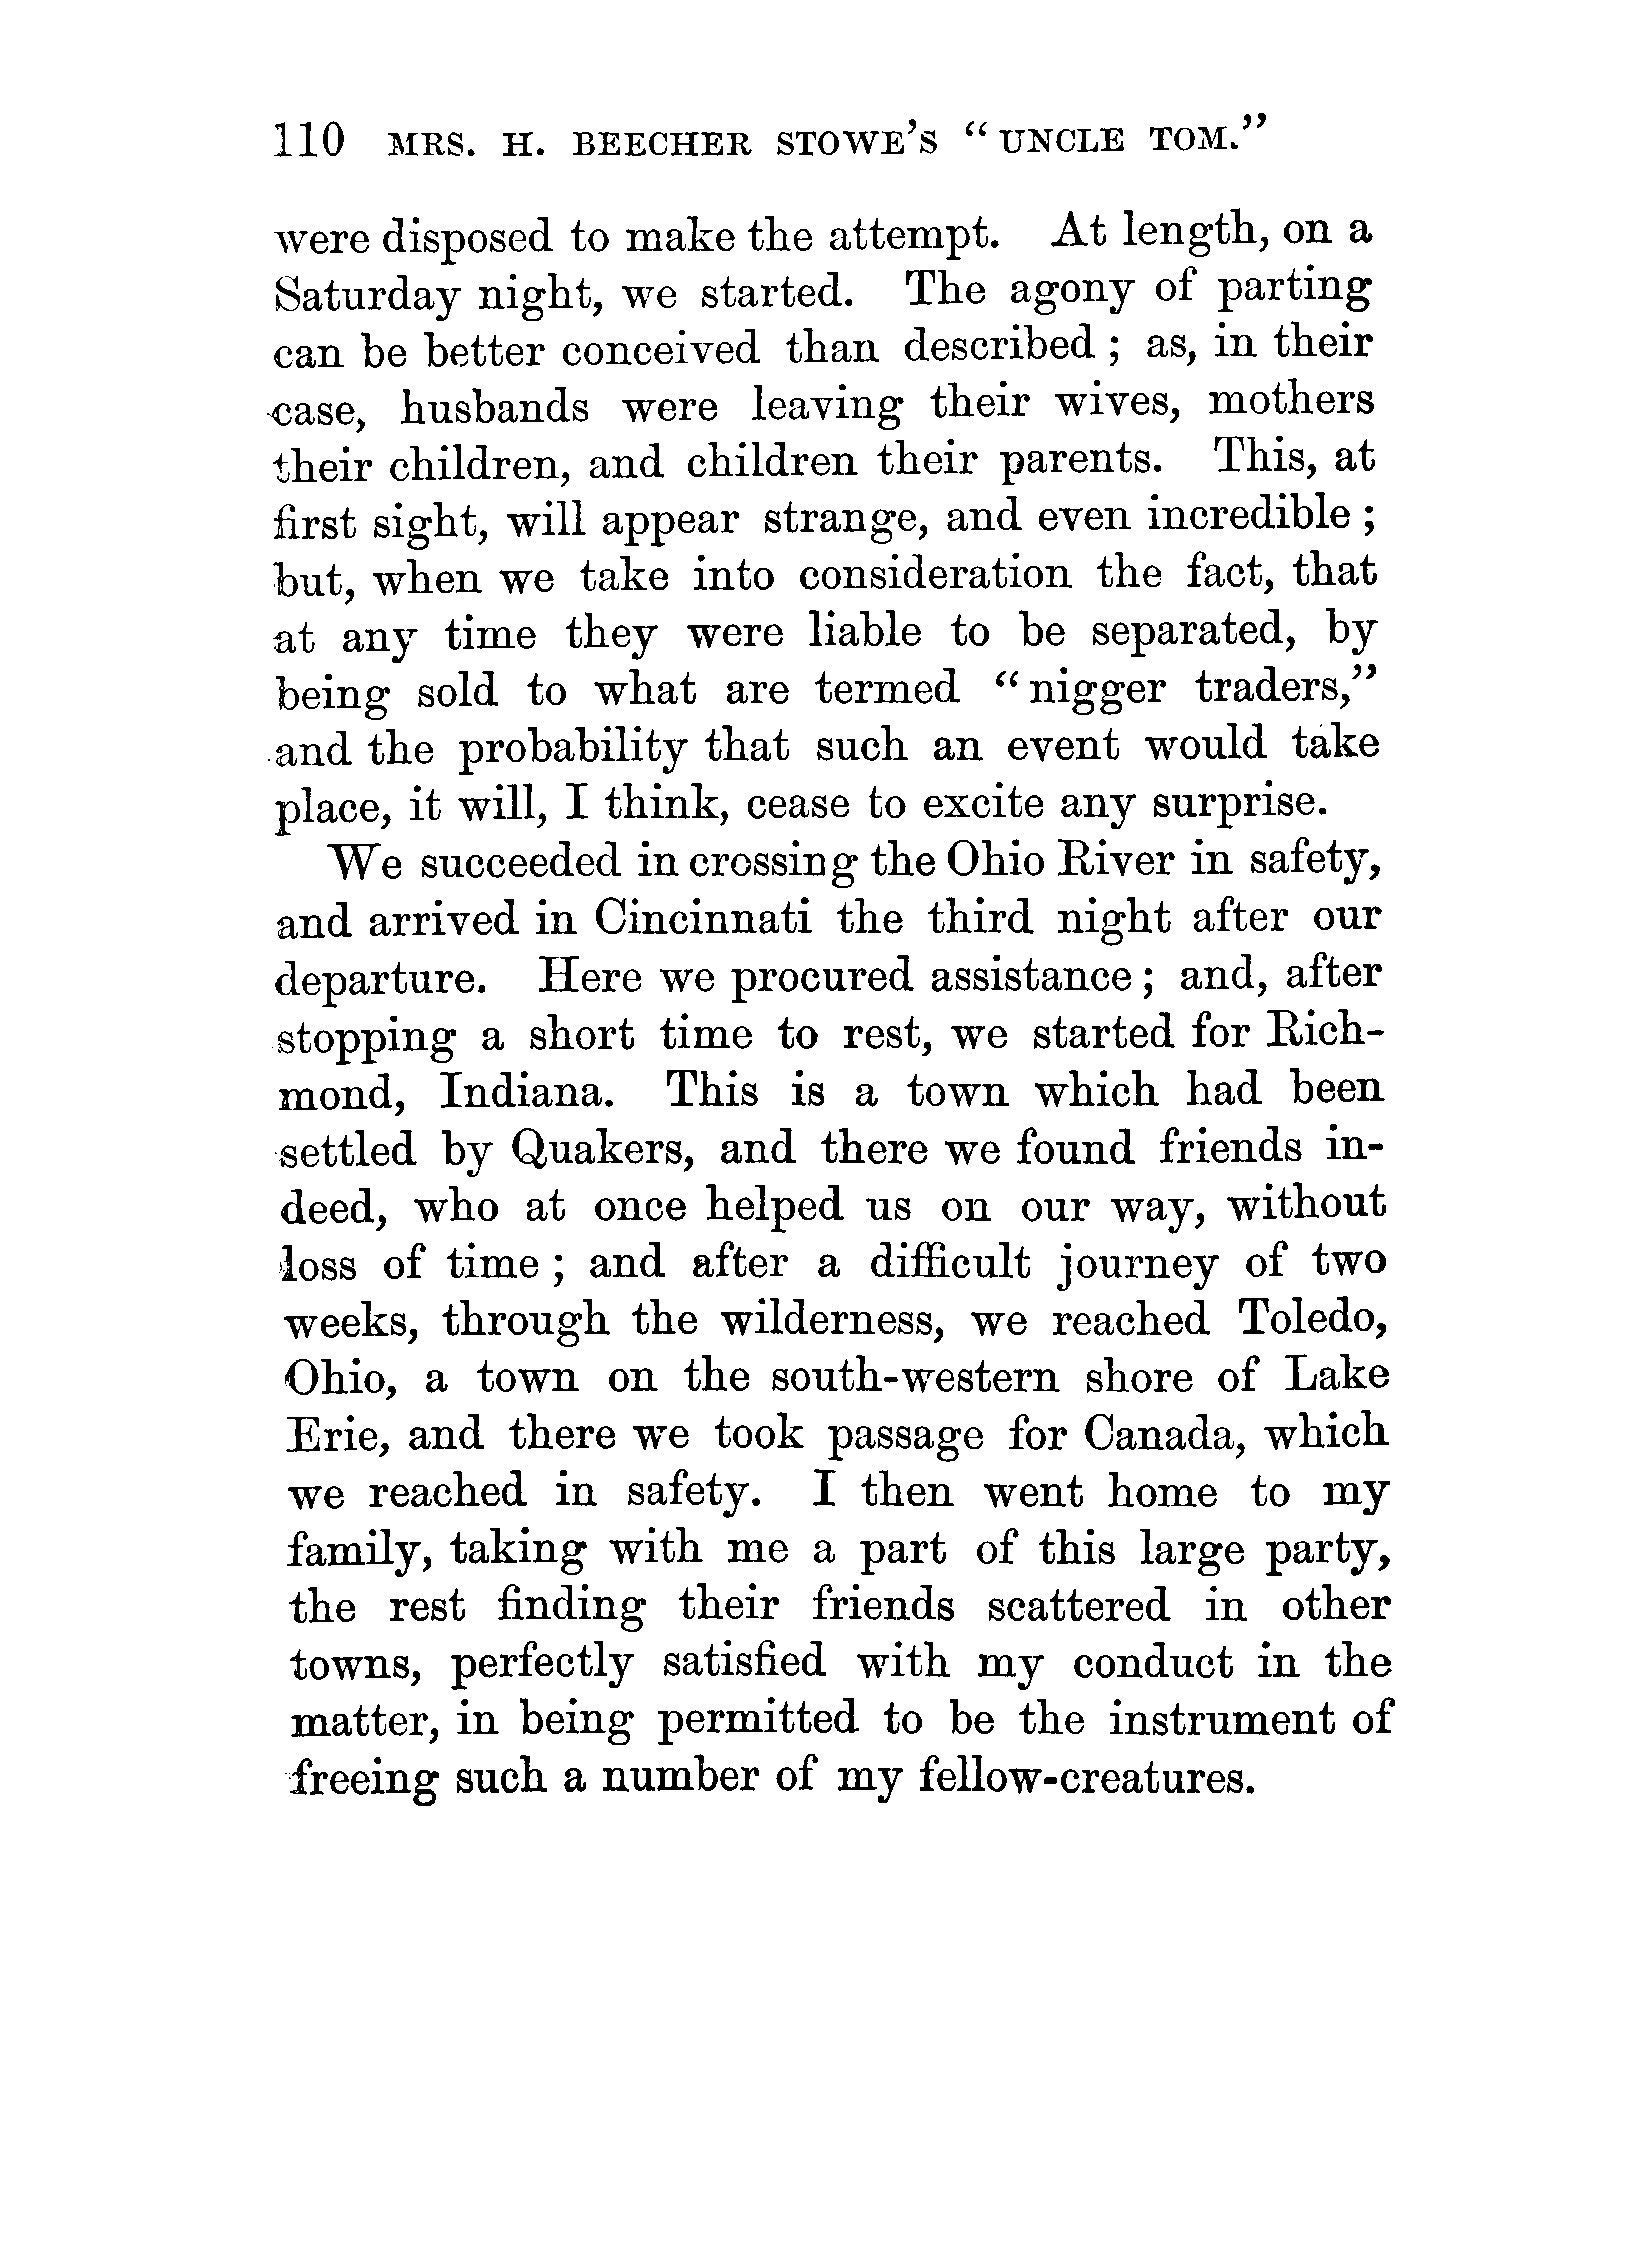 110 MRS. H. BEECHER STOWE'S "UNCLE TOM."
were disposed to make the attempt. At length, on a
Saturday night, we started. The agony of parting
can be better conceived than described; as, in their
case, husbands were leaving their wives, mothers
their children, and children their parents. This, at
first sight, will appear strange, and even incredible;
but, when we take into consideration the fact, that
at any time they were liable to be separated, by
being sold to what are termed "nigger traders,"
and the probability that such an event would take
place, it will, I think, cease to excite any surprise.
We succeeded in crossing the Ohio River in safety,
and arrived in Cincinnati the third night after our
departure. Here we procured assistance; and, after
stopping a short time to rest, we started for Rich-
mond, Indiana. This is a town which had been
settled by Quakers, and there we found friends in-
deed, who at once helped us on our way, without
loss of time; and after a difficult journey of two
weeks, through the wilderness, we reached Toledo,
Ohio, a town on the south-western shore of Lake
Erie, and there we took passage for Canada, which
we reached in safety. I then went home to my
family, taking with me a part of this large party,
the rest finding their friends scattered in other
towns, perfectly satisfied with my conduct in the
matter, in being permitted to be the instrument of
freeing such a number of my fellow-creatures.